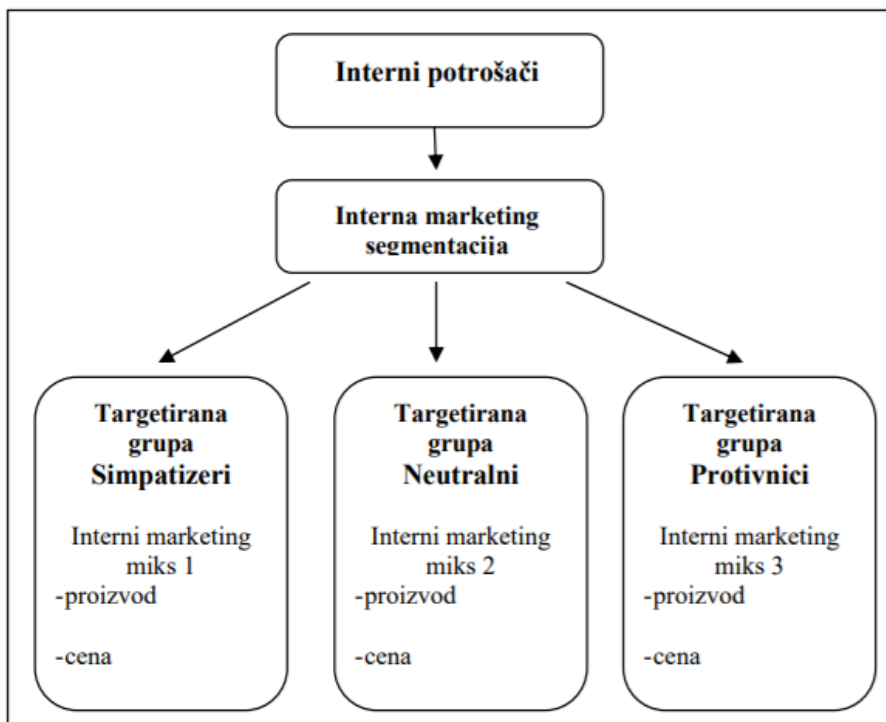 Interni potrošači
Interna marketing
segmentacija
Targetirana
grupa
Simpatizeri
Interni marketing
miks 1
-proizvod
-cena
Targetirana
grupa
Neutralni
Interni marketing
miks 2
-proizvod
-cena
Targetirana
grupa
Protivnici
Interni marketing
miks 3
-proizvod
-cena